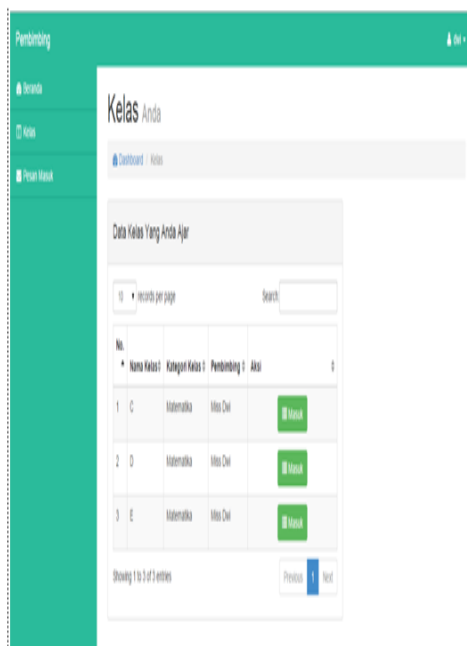 Pembimbing
dwi
Beranda
Kelas
Pesan Masuk
Kelas Anda
Dashboard / Kelas
Data Kelas Yang Anda Ajar
10 records per page Search:
No. Nama Kelas Kategori Kelas Pembimbing Aksi
1 C Matematika Miss Dwi Masuk
2 D Matematika Miss Dwi Masuk
3 E Matematika Miss Dwi Masuk
Showing 1 to 3 of 3 entries Previous 1 Next